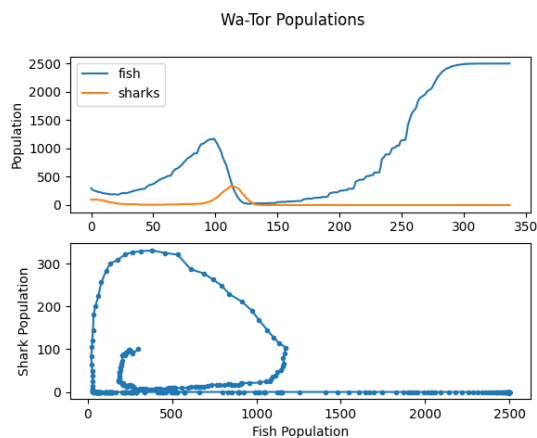 Wa-Tor Populations
2500
2000
1500
1000
500
0
Population
fish
sharks
0 50 100 150 200 250 300 350
300
200
100
0
Shark Population
0 500 1000 1500 2000 2500
Fish Population